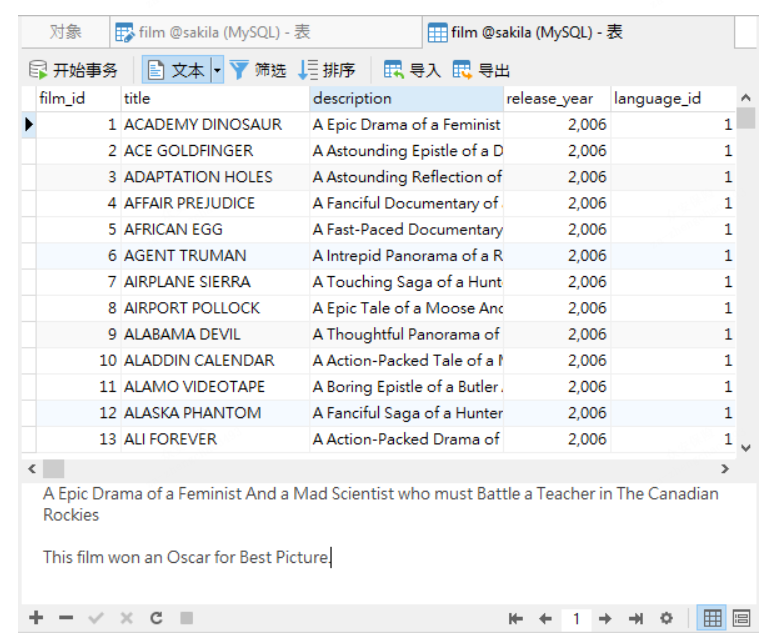 对象 film @sakila (MySQL) - 表 film @sakila (MySQL) - 表
开始事务 文本 筛选 排序 导入 导出
film_id title description release_year language_id
1 ACADEMY DINOSAUR A Epic Drama of a Feminist 2,006 1
2 ACE GOLDFINGER A Astounding Epistle of a D 2,006 1
3 ADAPTATION HOLES A Astounding Reflection of 2,006 1
4 AFFAIR PREJUDICE A Fanciful Documentary of 2,006 1
5 AFRICAN EGG A Fast-Paced Documentary 2,006 1
6 AGENT TRUMAN A Intrepid Panorama of a R 2,006 1
7 AIRPLANE SIERRA A Touching Saga of a Hunt 2,006 1
8 AIRPORT POLLOCK A Epic Tale of a Moose And 2,006 1
9 ALABAMA DEVIL A Thoughtful Panorama of 2,006 1
10 ALADDIN CALENDAR A Action-Packed Tale of a 2,006 1
11 ALAMO VIDEOTAPE A Boring Epistle of a Butler 2,006 1
12 ALASKA PHANTOM A Fanciful Saga of a Hunter 2,006 1
13 ALI FOREVER A Action-Packed Drama of 2,006 1
A Epic Drama of a Feminist And a Mad Scientist who must Battle a Teacher in The Canadian
Rockies
This film won an Oscar for Best Picture.
1